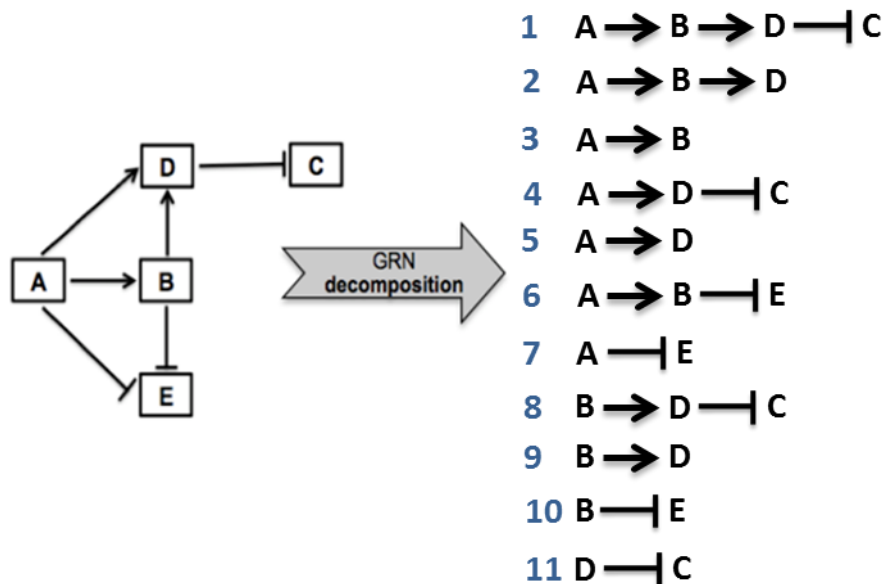 D
C
A
B
E
GRN
decomposition
1 A B D C
2 A B D
3 A B
4 A D C
5 A D
6 A B E
7 A E
8 B D C
9 B D
10 B E
11 D C